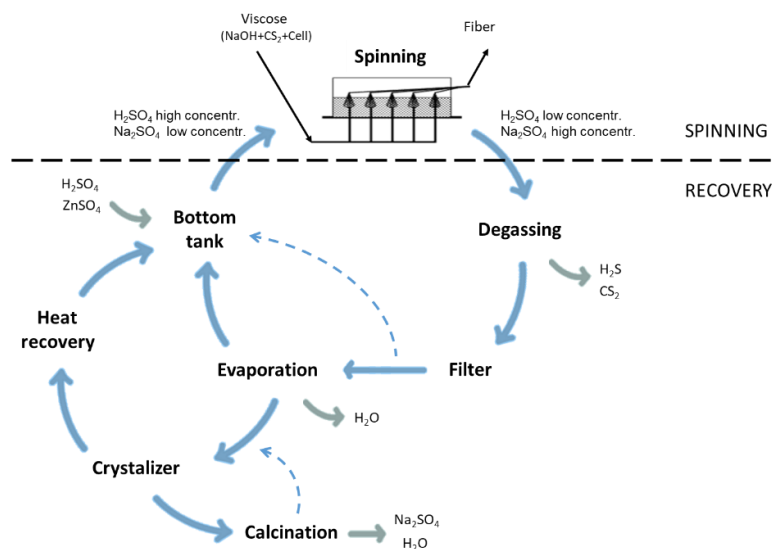 Viscose
(NaOH+CS₂+Cell)
Fiber
Spinning
H₂SO₄ high concentr.
Na₂SO₄ low concentr.
H₂SO₄ low concentr.
Na₂SO₄ high concentr.
SPINNING
RECOVERY
H₂SO₄
ZnSO₄
Bottom
tank
Degassing
H₂S
CS₂
Heat
recovery
Evaporation
Filter
H₂O
Crystalizer
Calcination
Na₂SO₄
H₂O